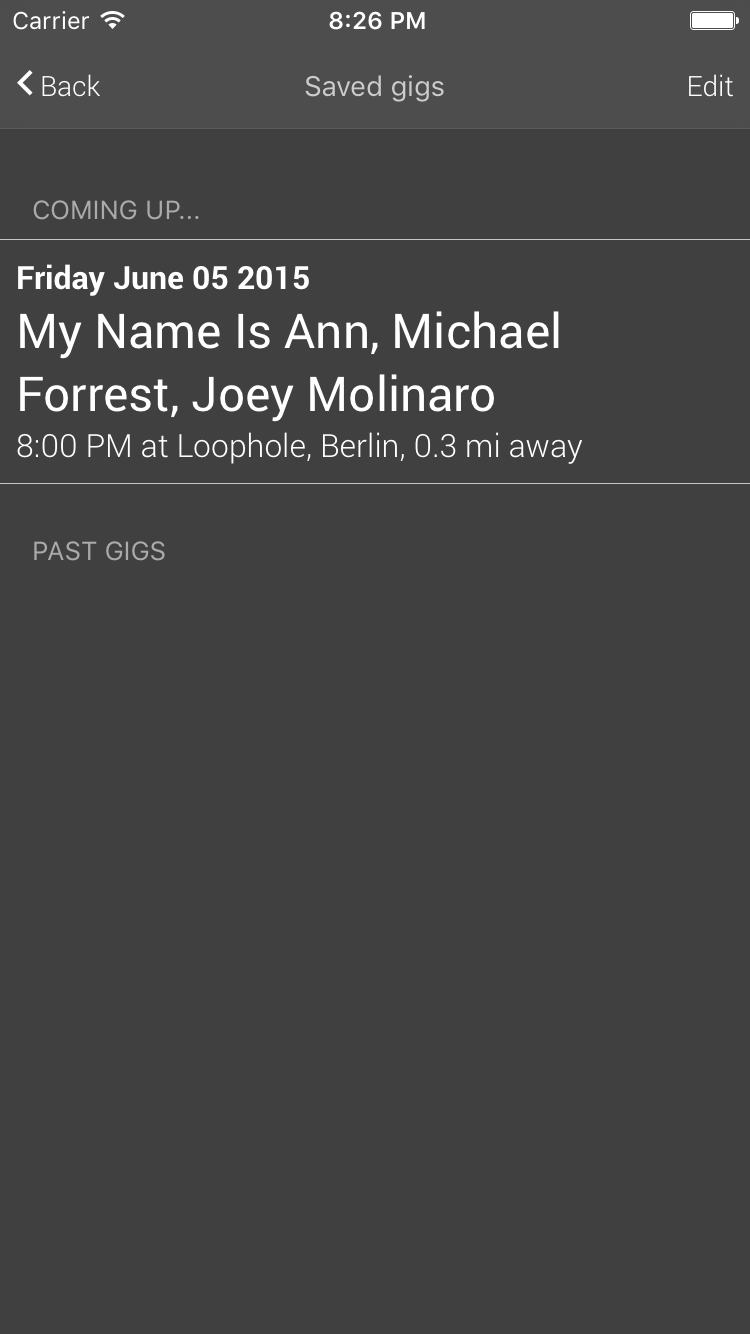 Carrier 8:26 PM
Back Saved gigs Edit
COMING UP...
Friday June 05 2015
My Name Is Ann, Michael
Forrest, Joey Molinaro
8:00 PM at Loophole, Berlin, 0.3 mi away
PAST GIGS